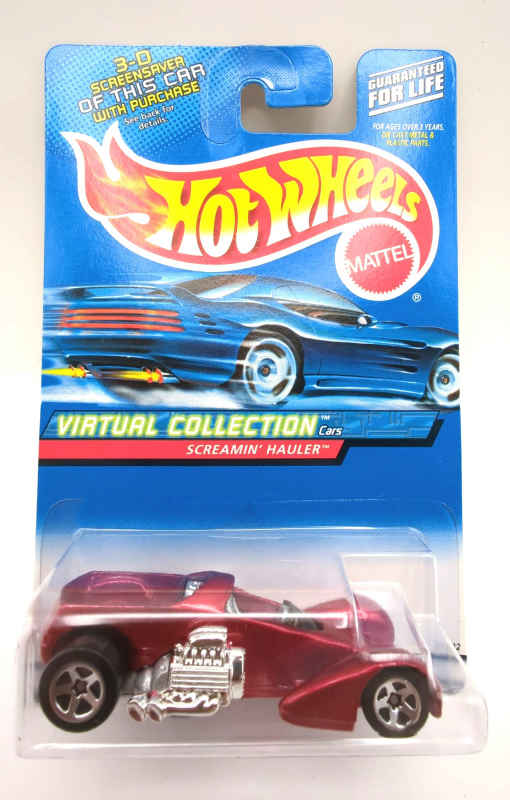 3-D
SCREENSAVER
OF THIS CAR
WITH PURCHASE
See back for
details.
GUARANTEED
FOR LIFE
FOR AGES OVER 3 YEARS.
DIE CAST METAL &
PLASTIC PARTS.
HOT WHEELS
MATTEL
®
VIRTUAL COLLECTION™
Cars
SCREAMIN' HAULER™